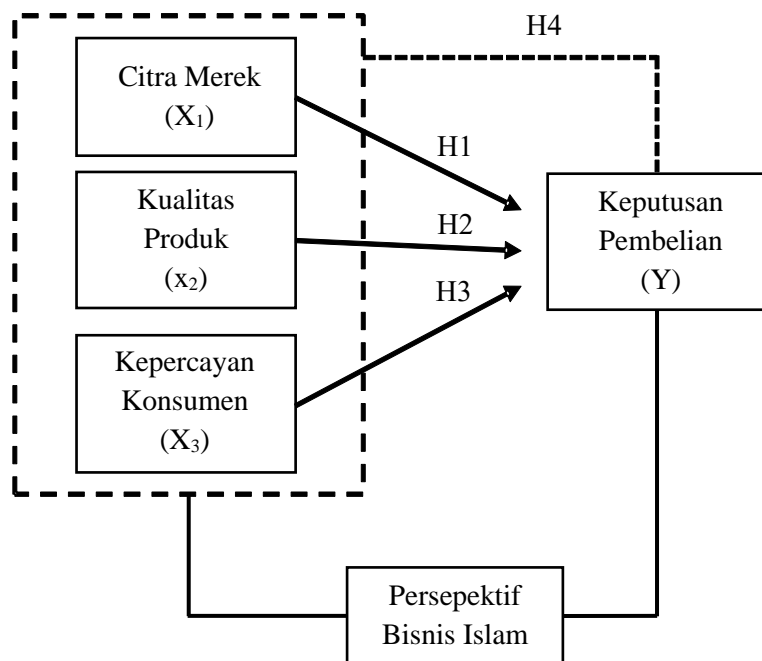 H4
Citra Merek
(X₁)
H1
Kualitas
Produk
(x₂)
H2
Keputusan
Pembelian
(Y)
H3
Kepercayan
Konsumen
(X₃)
Persepektif
Bisnis Islam